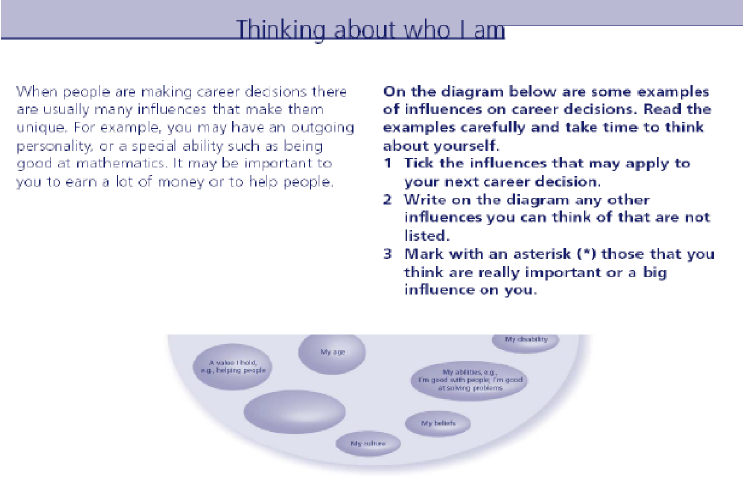 Thinking about who I am
When people are making career decisions there
are usually many influences that make them
unique. For example, you may have an outgoing
personality, or a special ability such as being
good at mathematics. It may be important to
you to earn a lot of money or to help people.
On the diagram below are some examples
of influences on career decisions. Read the
examples carefully and take time to think
about yourself.
1 Tick the influences that may apply to
your next career decision.
2 Write on the diagram any other
influences you can think of that are not
listed.
3 Mark with an asterisk (*) those that you
think are really important or a big
influence on you.
My disability
My age
A value I hold,
e.g., helping people
My abilities, e.g.,
I'm good with people; I'm good
at solving problems
My beliefs
My culture